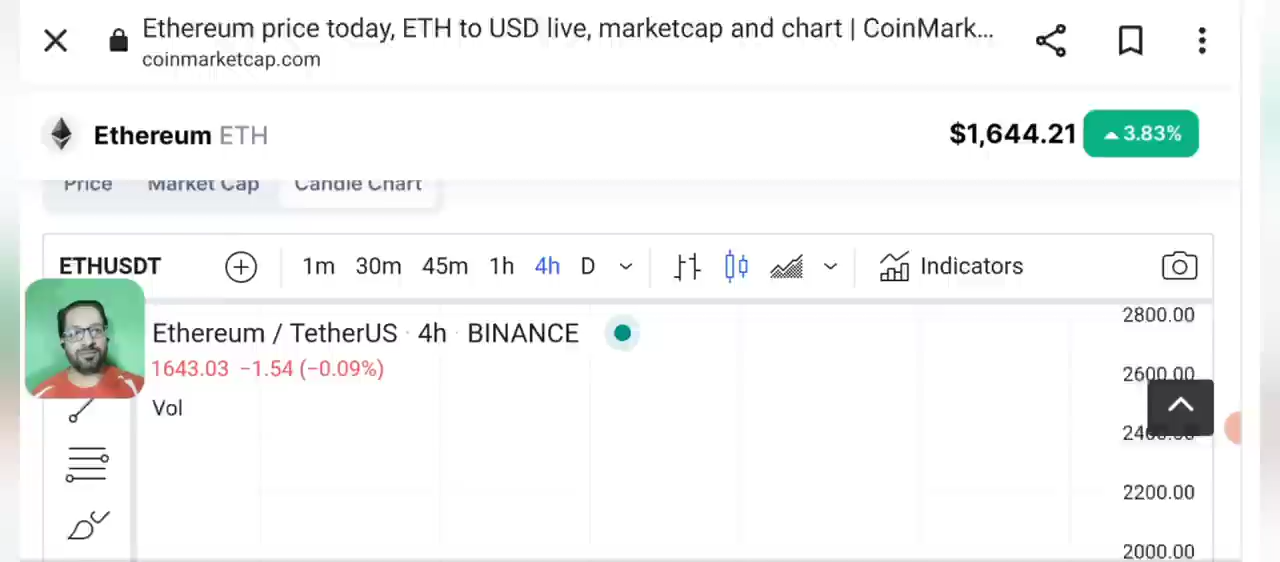 Ethereum price today, ETH to USD live, marketcap and chart | CoinMark...
coinmarketcap.com
Ethereum ETH
$1,644.21
3.83%
Price Market Cap Candle Chart
ETHUSDT
1m 30m 45m 1h 4h D
Indicators
Ethereum / TetherUS · 4h · BINANCE
1643.03 −1.54 (−0.09%)
Vol
2800.00
2600.00
2400.00
2200.00
2000.00